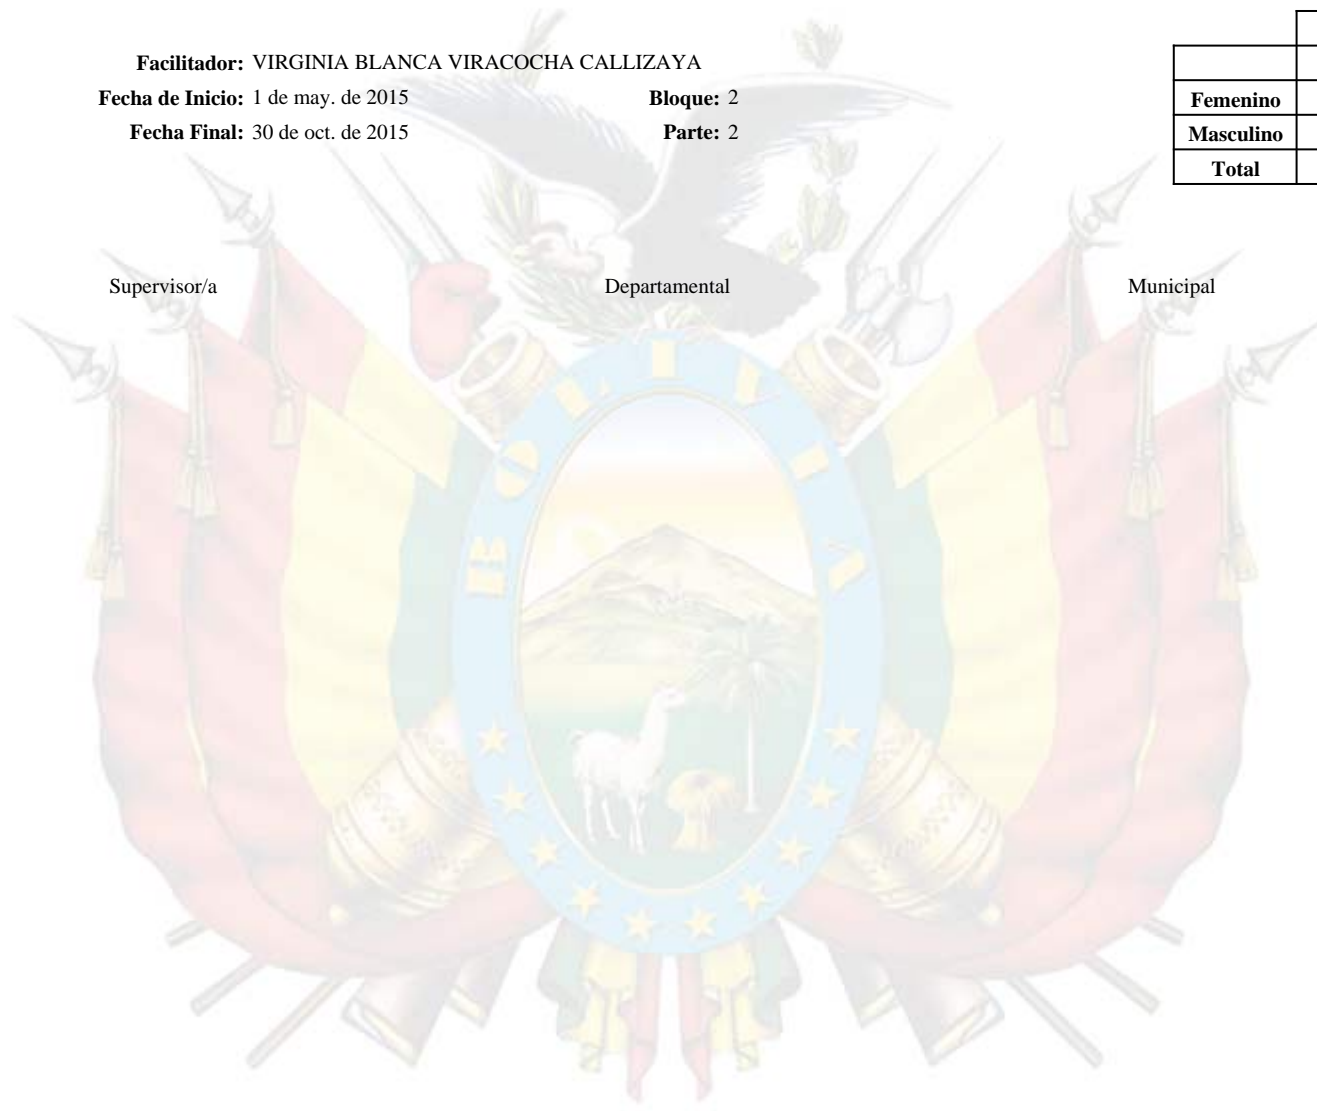 Facilitador: VIRGINIA BLANCA VIRACOCHA CALLIZAYA
Fecha de Inicio: 1 de may. de 2015 Bloque: 2
Fecha Final: 30 de oct. de 2015 Parte: 2
Femenino
Masculino
Total
Supervisor/a Departamental Municipal
BOLIVIA